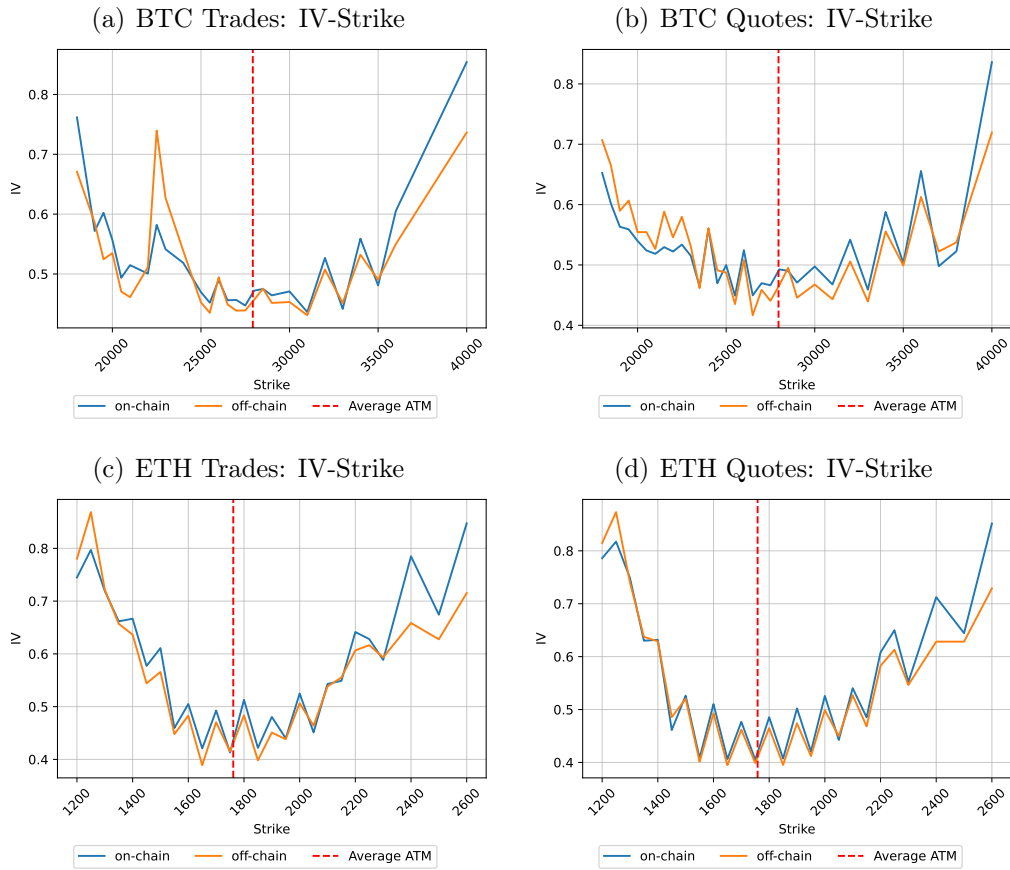 (a) BTC Trades: IV-Strike
0.8
0.7
0.6
0.5
IV
20000
25000
30000
35000
40000
Strike
on-chain
off-chain
Average ATM
(b) BTC Quotes: IV-Strike
0.8
0.7
0.6
0.5
0.4
IV
20000
25000
30000
35000
40000
Strike
on-chain
off-chain
Average ATM
(c) ETH Trades: IV-Strike
0.8
0.7
0.6
0.5
0.4
IV
1200
1400
1600
1800
2000
2200
2400
2600
Strike
on-chain
off-chain
Average ATM
(d) ETH Quotes: IV-Strike
0.8
0.7
0.6
0.5
0.4
IV
1200
1400
1600
1800
2000
2200
2400
2600
Strike
on-chain
off-chain
Average ATM